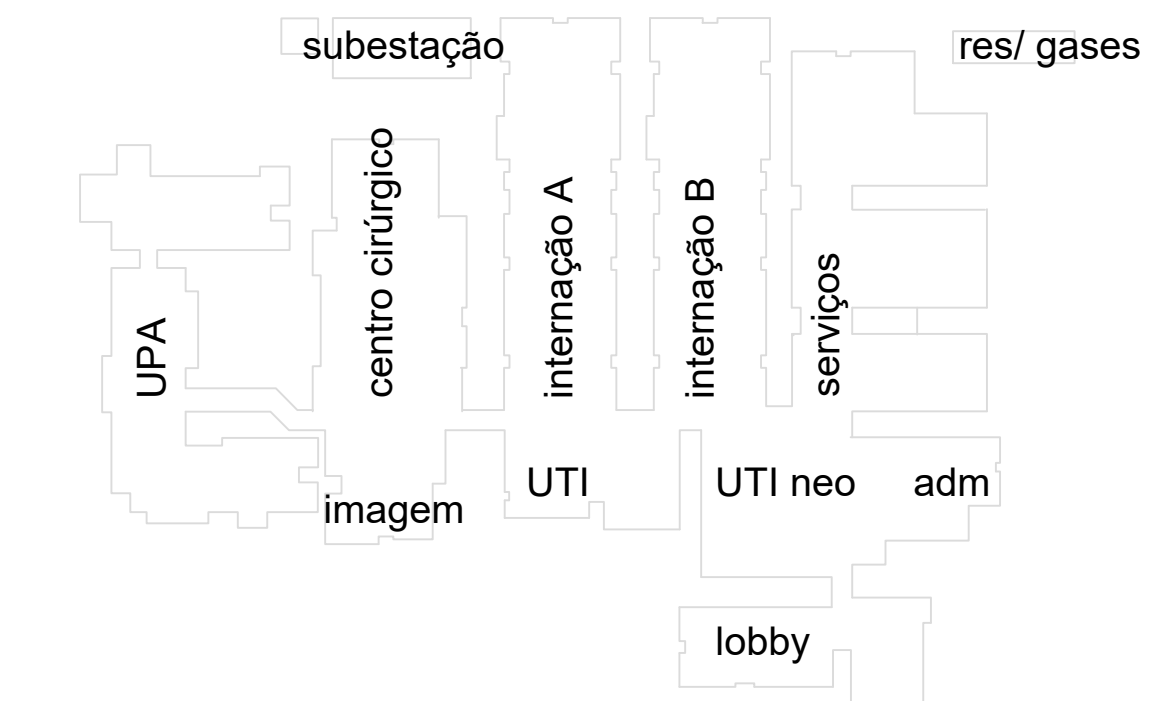 subestação
res/ gases
UPA
centro cirúrgico
internação A
internação B
serviços
UTI
UTI neo
adm
imagem
lobby